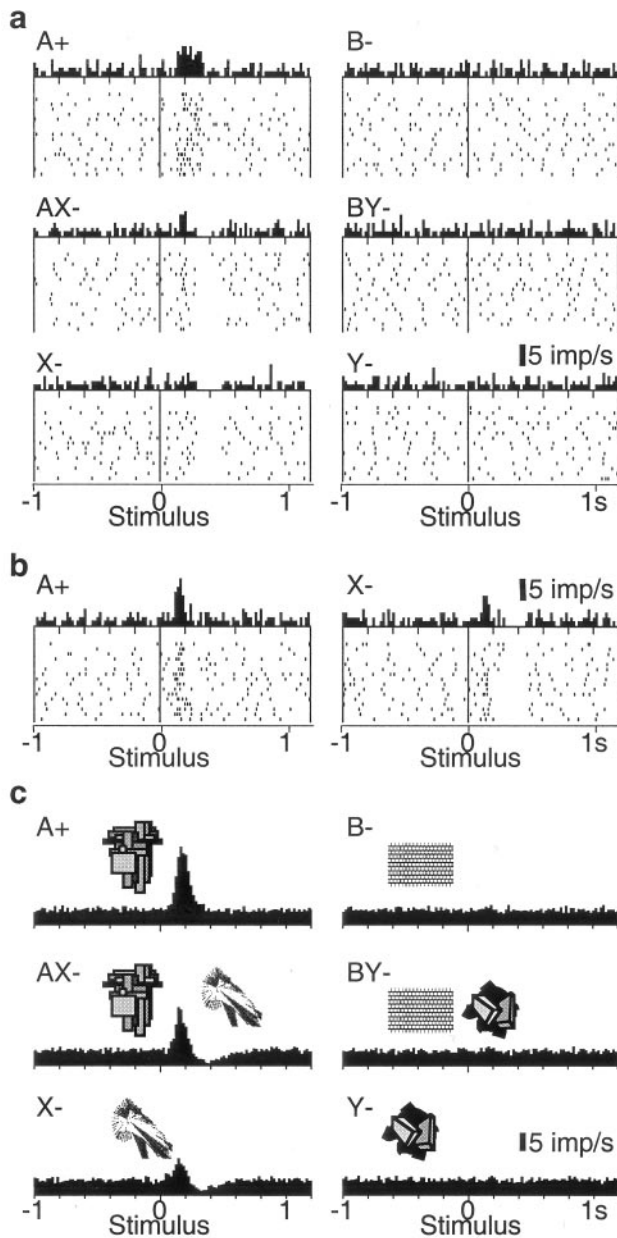 a
A+ B-
AX- BY-
X- Y- 5 imp/s
-1 0 1 -1 0 1s
Stimulus Stimulus
b
A+ X- 5 imp/s
-1 0 1 -1 0 1s
Stimulus Stimulus
c
A+ B-
AX- BY-
X- Y- 5 imp/s
-1 0 1 -1 0 1s
Stimulus Stimulus